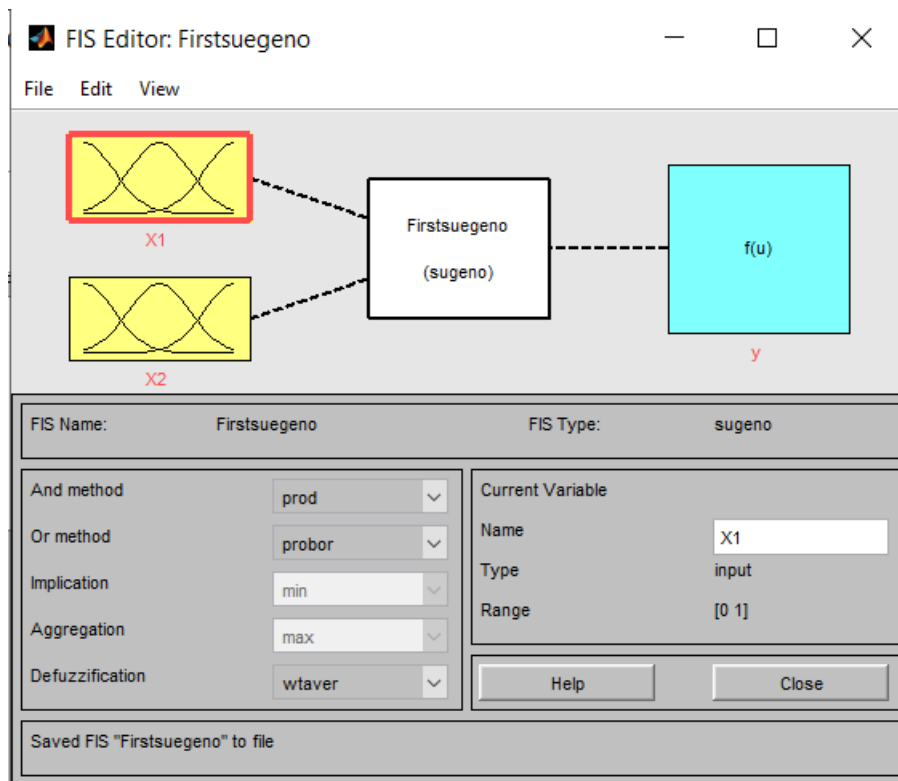 FIS Editor: Firstsuegeno
File Edit View
X1
X2
Firstsuegeno
(sugeno)
f(u)
y
FIS Name: Firstsuegeno FIS Type: sugeno
And method prod
Or method probor
Implication min
Aggregation max
Defuzzification wtaver
Current Variable
Name X1
Type input
Range [0 1]
Help Close
Saved FIS "Firstsuegeno" to file